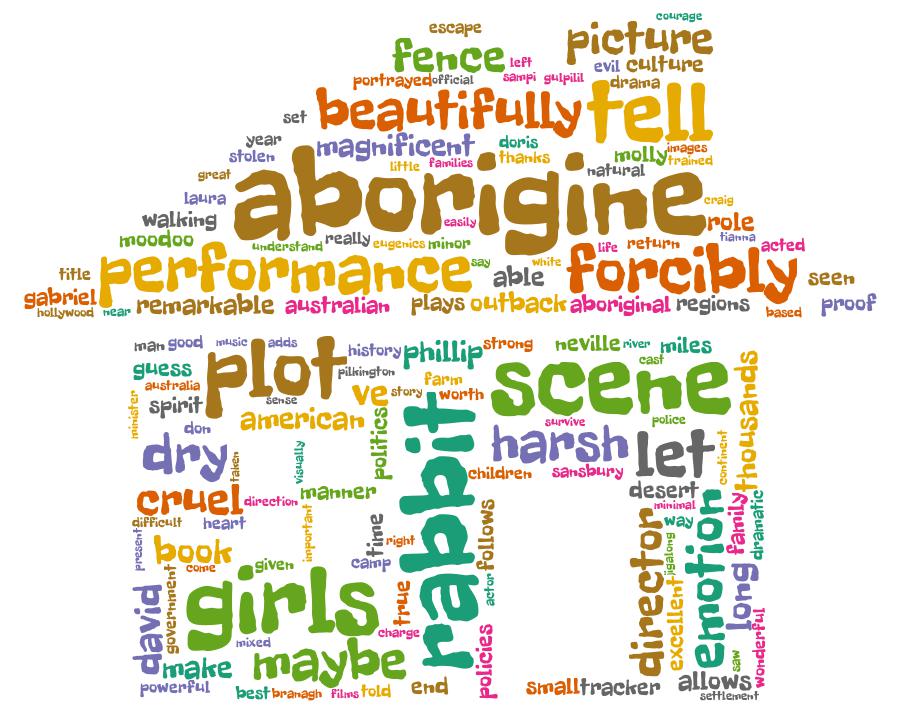 courage
escape
picture
fence
left
evil
culture
portrayed
official
sampi
gulpilil
drama
beautifully
tell
set
year
magnificent
doris
images
stolen
little
families
thanks
molly
trained
great
aborigine
natural
laura
craig
walking
easily
role
moodoo
understand
really
eugenics
minor
life
return
tianna
acted
title
performance
say
able
white
forcibly
seen
gabriel
hollywood
near
remarkable
australian
plays
outback
aboriginal
regions
based
proof
man
good
music
adds
history
phillip
strong
neville
river
miles
guess
plot
pilkington
farm
scene
cast
thousands
australia
sense
ve
story
worth
minister
spirit
american
survive
police
don
politics
rabbit
harsh
let
continent
dry
taken
visually
children
sansbury
cruel
direction
manner
desert
difficult
heart
important
time
follows
minimal
way
family
dramatic
present
book
right
director
jigalong
emotion
come
given
camp
actor
long
david
government
girls
true
excellent
mixed
charge
policies
saw
wonderful
make
maybe
powerful
best
branagh
films
told
end
small
tracker
allows
settlement